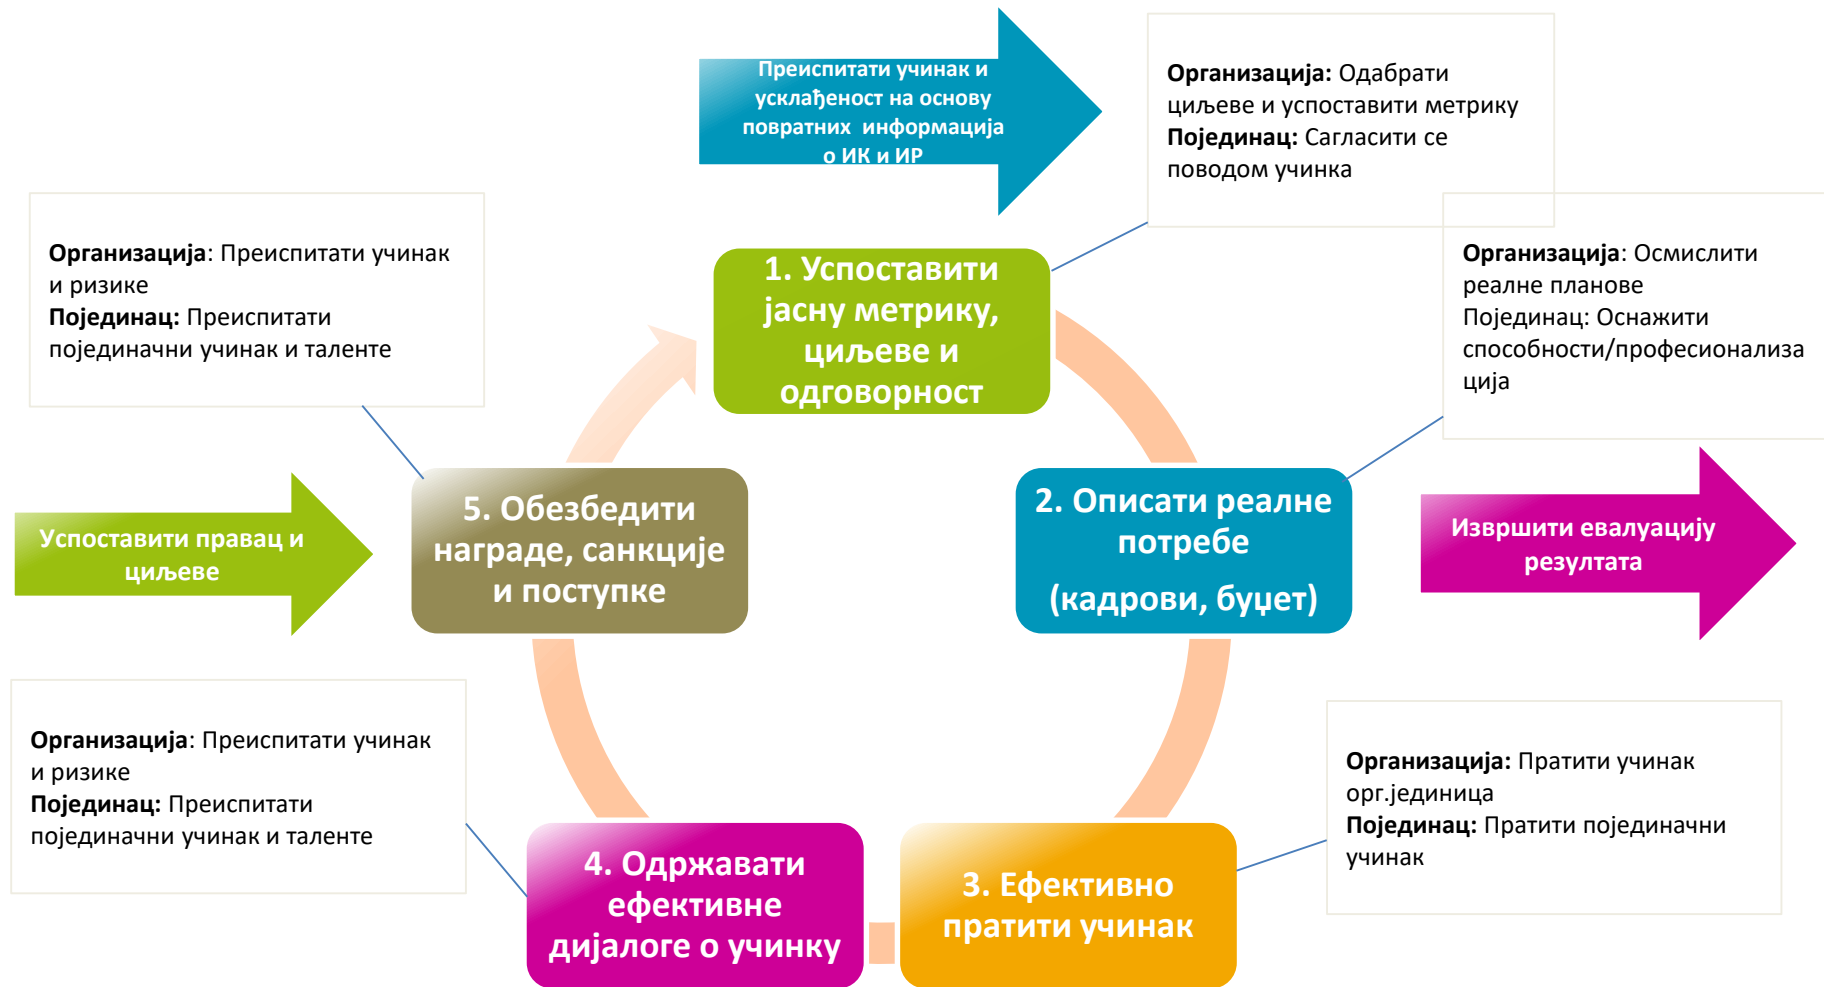 Преиспитати учинак и
усклађеност на основу
повратних информација
о ИК и ИР
Организација: Одабрати
циљеве и успоставити метрику
Појединац: Сагласити се
поводом учинка
Организација: Преиспитати учинак
и ризике
Појединац: Преиспитати
појединачни учинак и таленте
1. Успоставити
јасну метрику,
циљеве и
одговорност
Организација: Осмислити
реалне планове
Појединац: Оснажити
способности/професионализа
ција
Успоставити правац и
циљеве
5. Обезбедити
награде, санкције
и поступке
2. Описати реалне
потребе
(кадрови, буџет)
Извршити евалуацију
резултата
Организација: Преиспитати учинак
и ризике
Појединац: Преиспитати
појединачни учинак и таленте
4. Одржавати
ефективне
дијалоге о учинку
3. Ефективно
пратити учинак
Организација: Пратити учинак
орг.јединица
Појединац: Пратити појединачни
учинак